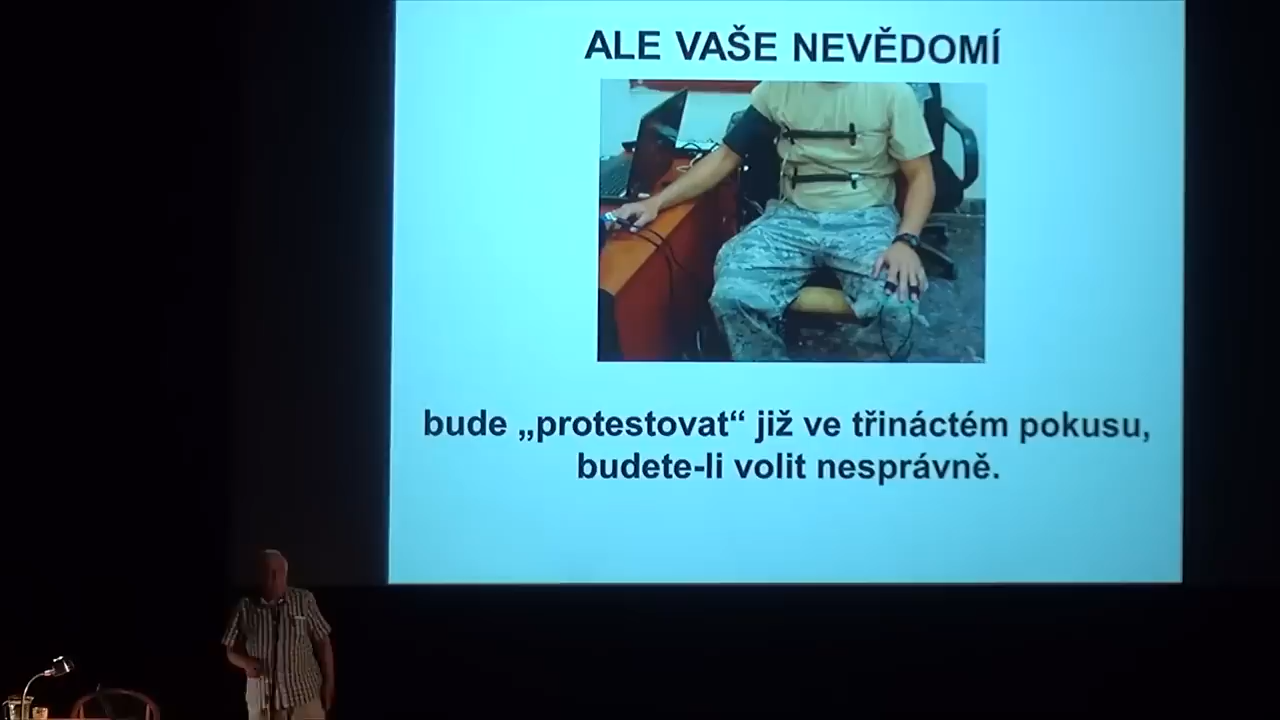 ALE VAŠE NEVĚDOMÍ
bude „protestovat“ již ve třináctém pokusu,
budete-li volit nesprávně.